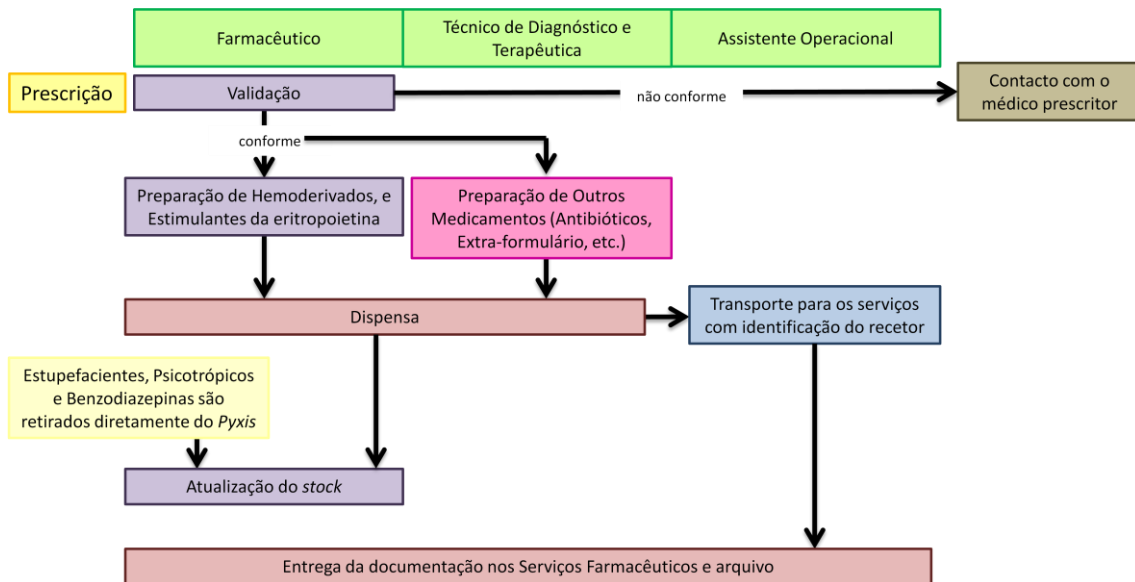 Farmacêutico
Técnico de Diagnóstico e
Terapêutica
Assistente Operacional
Prescrição
Validação
não conforme
Contacto com o
médico prescritor
conforme
Preparação de Hemoderivados, e
Estimulantes da eritropoietina
Preparação de Outros
Medicamentos (Antibióticos,
Extra-formulário, etc.)
Dispensa
Transporte para os serviços
com identificação do recetor
Estupefacientes, Psicotrópicos
e Benzodiazepinas são
retirados diretamente do Pyxis
Atualização do stock
Entrega da documentação nos Serviços Farmacêuticos e arquivo